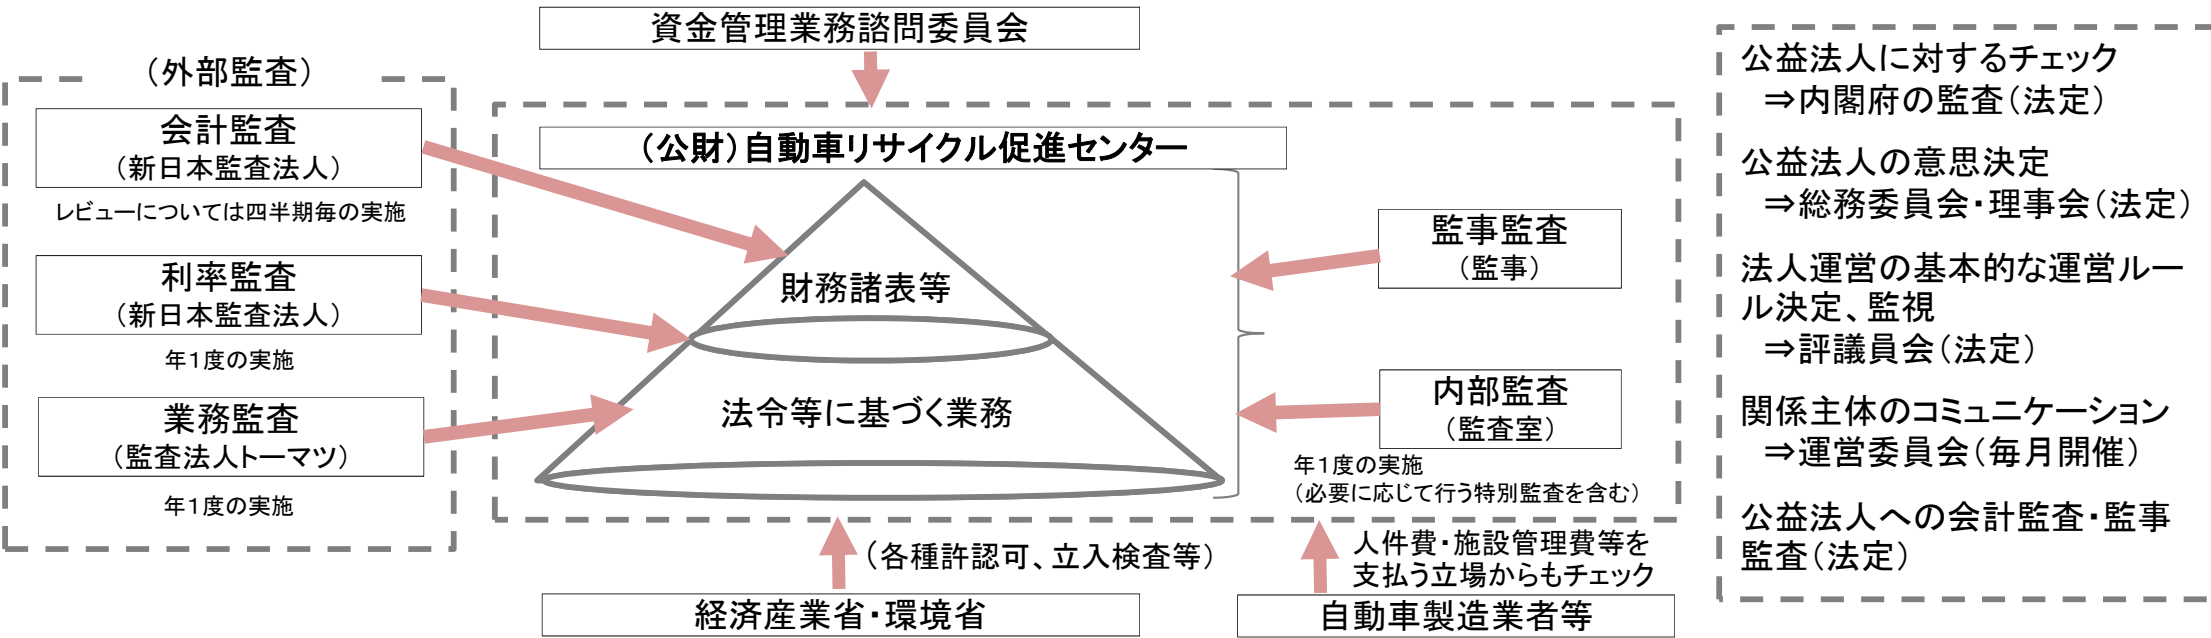 資金管理業務諮問委員会
（外部監査）
会計監査
（新日本監査法人）
レビューについては四半期毎の実施
利率監査
（新日本監査法人）
年１度の実施
業務監査
（監査法人トーマツ）
年１度の実施
（公財）自動車リサイクル促進センター
財務諸表等
法令等に基づく業務
監事監査
（監事）
内部監査
（監査室）
年１度の実施
（必要に応じて行う特別監査を含む）
（各種許認可、立入検査等）
経済産業省・環境省
人件費・施設管理費等を
支払う立場からもチェック
自動車製造業者等
公益法人に対するチェック
⇒内閣府の監査（法定）
公益法人の意思決定
⇒総務委員会・理事会（法定）
法人運営の基本的な運営ルー
ル決定、監視
⇒評議員会（法定）
関係主体のコミュニケーション
⇒運営委員会（毎月開催）
公益法人への会計監査・監事
監査（法定）